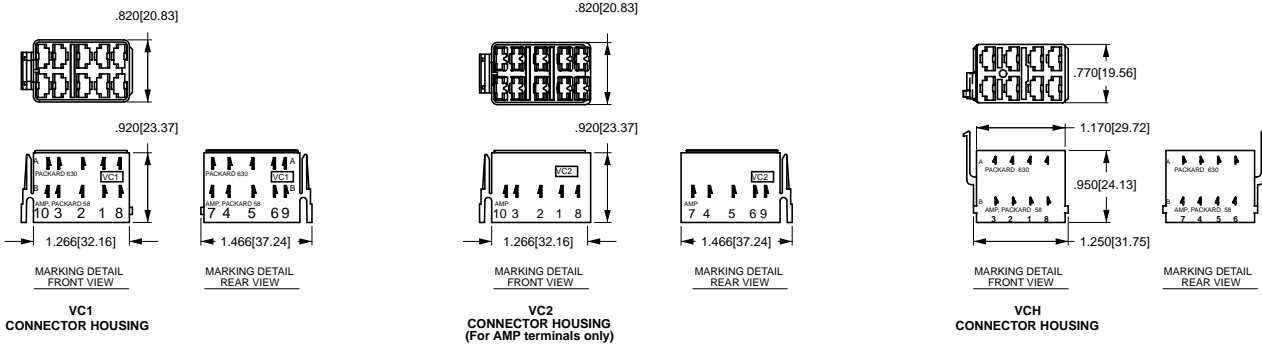 .820[20.83]
.920[23.37]
A
PACKARD 630
VC1
B
AMP, PACKARD 58
10 3 2 1 8
1.266[32.16]
MARKING DETAIL
FRONT VIEW
A
PACKARD 630
VC1
B
AMP, PACKARD 58
7 4 5 6 9
1.466[37.24]
MARKING DETAIL
REAR VIEW
VC1
CONNECTOR HOUSING
.820[20.83]
.920[23.37]
VC2
AMP
10 3 2 1 8
1.266[32.16]
MARKING DETAIL
FRONT VIEW
VC2
AMP
7 4 5 6 9
1.466[37.24]
MARKING DETAIL
REAR VIEW
VC2
CONNECTOR HOUSING
(For AMP terminals only)
.770[19.56]
1.170[29.72]
A
PACKARD 630
.950[24.13]
B
AMP, PACKARD 58
3 2 1 8
1.250[31.75]
MARKING DETAIL
FRONT VIEW
A
PACKARD 630
B
AMP, PACKARD 58
7 4 5 6
MARKING DETAIL
REAR VIEW
VCH
CONNECTOR HOUSING